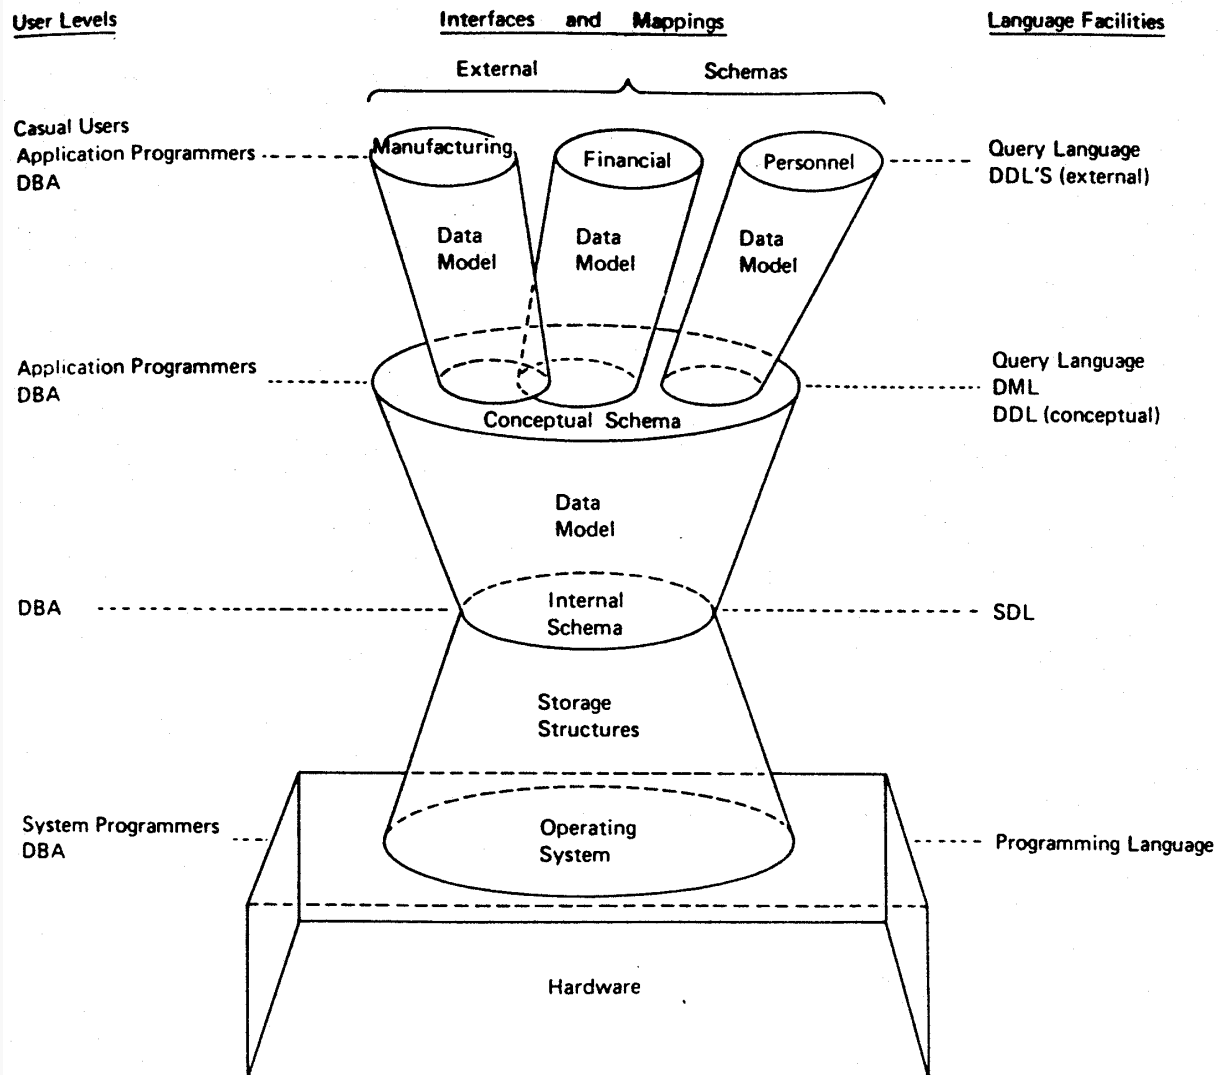 User Levels
Interfaces and Mappings
Language Facilities
External Schemas
Casual Users
Application Programmers
DBA
Manufacturing
Financial
Personnel
Query Language
DDL'S (external)
Data
Model
Data
Model
Data
Model
Application Programmers
DBA
Query Language
DML
DDL (conceptual)
Conceptual Schema
Data
Model
DBA
Internal
Schema
SDL
Storage
Structures
System Programmers
DBA
Operating
System
Programming Language
Hardware